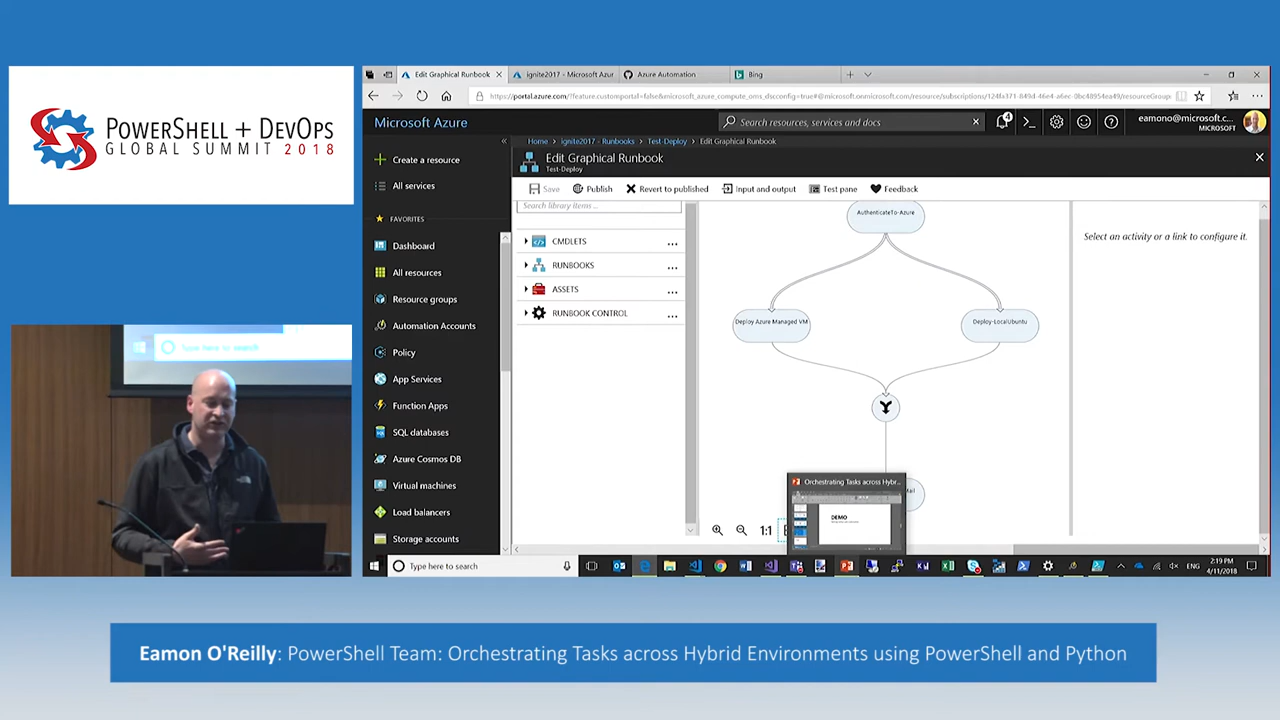 POWERSHELL + DEVOPS
GLOBAL SUMMIT 2018
Type here to search
Edit Graphical Runbook
ignite2017 - Microsoft Azur
Azure Automation
Bing
Microsoft Azure
Search resources, services and docs
eamono@microsoft.c...
MICROSOFT
Create a resource
All services
FAVORITES
Dashboard
All resources
Resource groups
Automation Accounts
Policy
App Services
Function Apps
SQL databases
Azure Cosmos DB
Virtual machines
Load balancers
Storage accounts
Home
ignite2017 - Runbooks
Test-Deploy
Edit Graphical Runbook
Edit Graphical Runbook
Test-Deploy
Save
Publish
Revert to published
Input and output
Test pane
Feedback
Search library items ...
CMDLETS
RUNBOOKS
ASSETS
RUNBOOK CONTROL
AuthenticateTo-Azure
Deploy Azure Managed VM
Deploy-LocalUbuntu
Mail
1:1
Orchestrating Tasks across Hybr...
DEMO
Select an activity or a link to configure it.
Type here to search
ENG
2:19 PM
4/11/2018
Eamon O'Reilly: PowerShell Team: Orchestrating Tasks across Hybrid Environments using PowerShell and Python